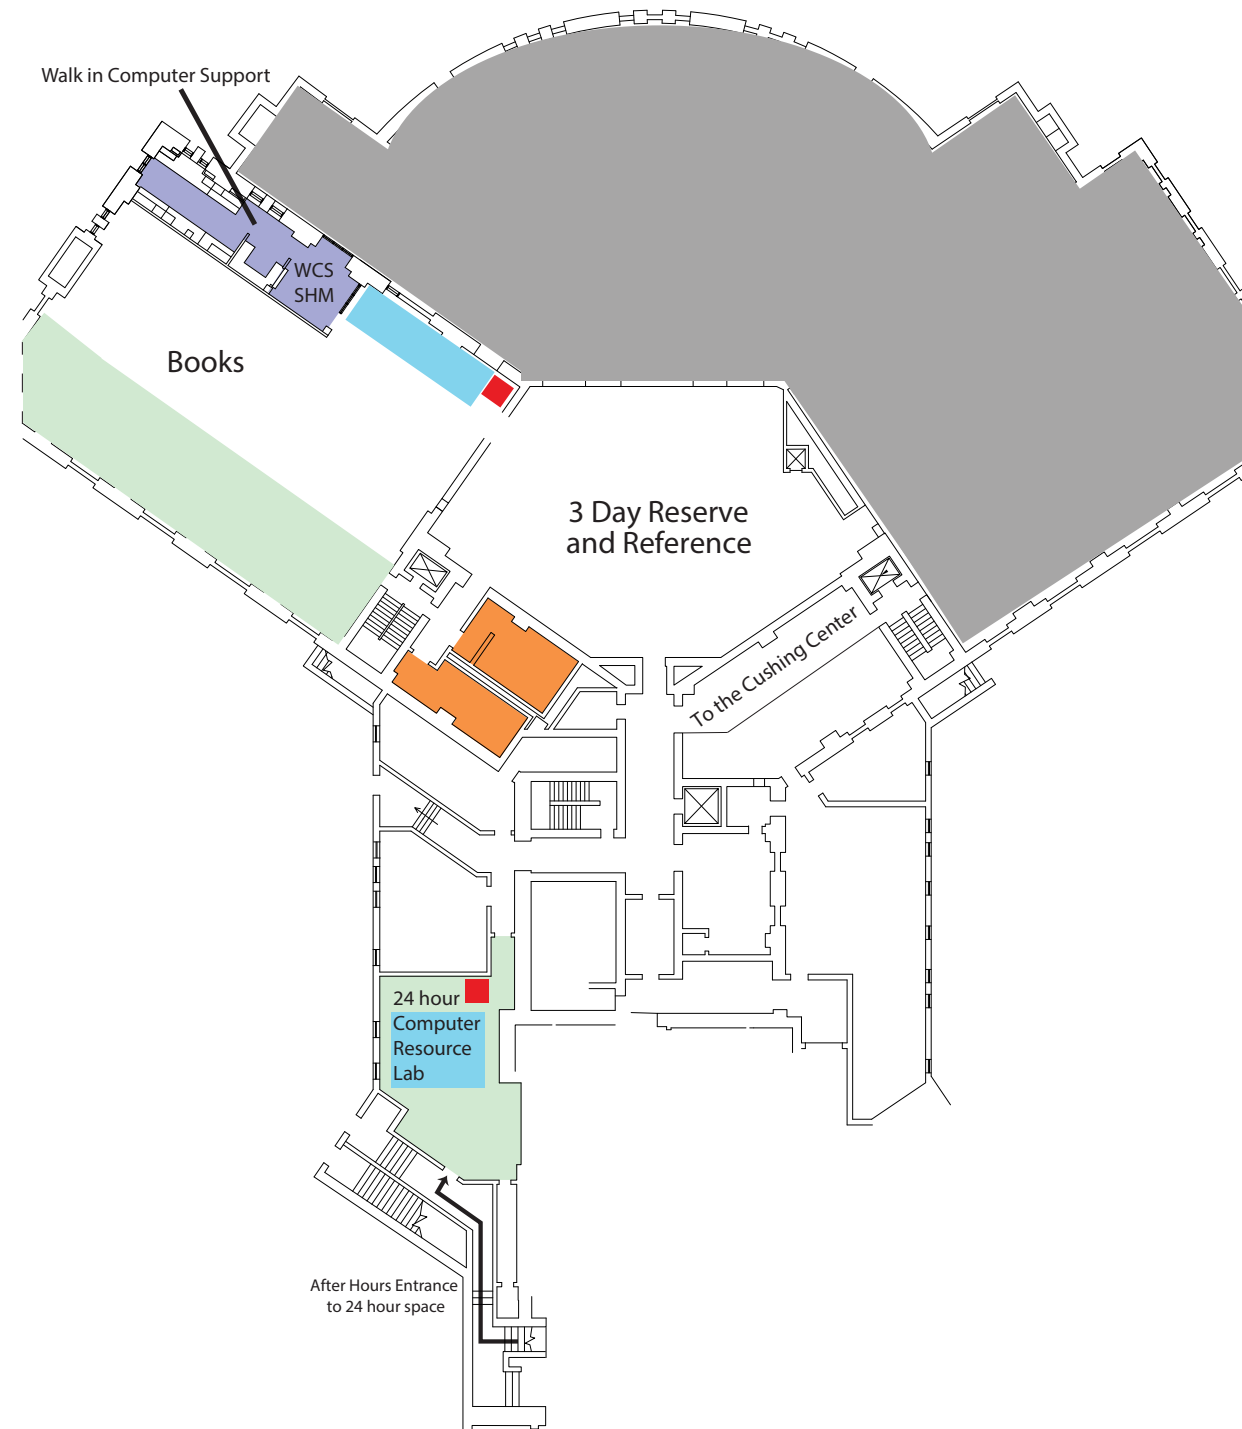 Walk in Computer Support
WCS
SHM
Books
3 Day Reserve
and Reference
To the Cushing Center
24 hour
Computer
Resource
Lab
After Hours Entrance
to 24 hour space